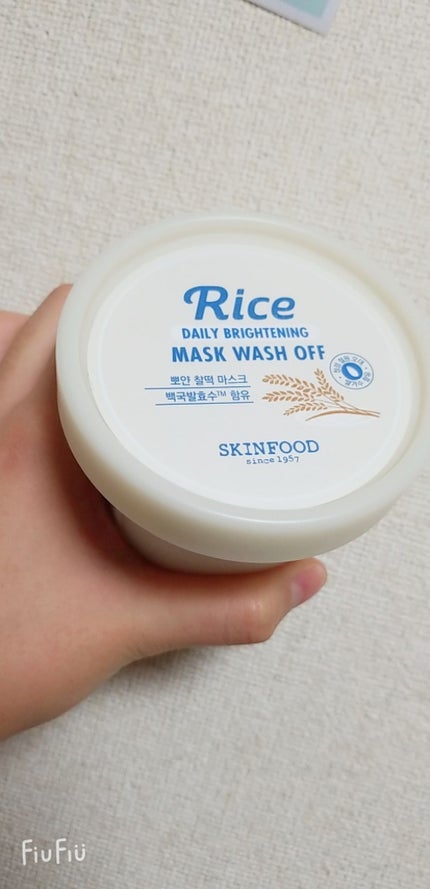 Rice
DAILY BRIGHTENING
MASK WASH OFF
뽀얀 찰떡 마스크
백국발효수™ 함유
0
SKINFOOD
since 1957
FiuFiu